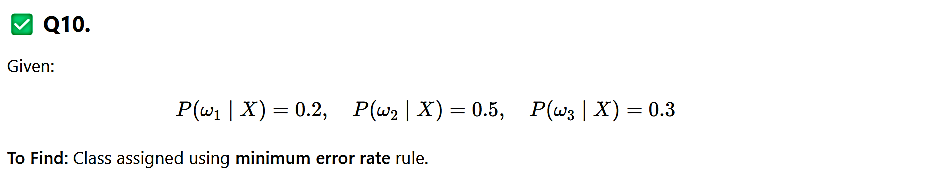 ✅ Q10.
Given:
P(ω₁ | X) = 0.2, P(ω₂ | X) = 0.5, P(ω₃ | X) = 0.3
To Find: Class assigned using minimum error rate rule.